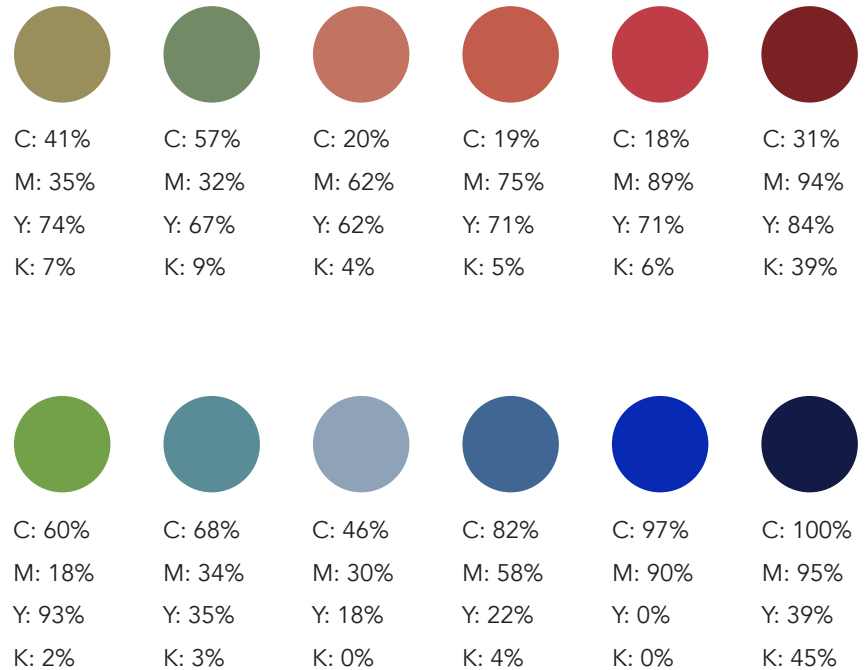 C: 41% C: 57% C: 20% C: 19% C: 18% C: 31%
M: 35% M: 32% M: 62% M: 75% M: 89% M: 94%
Y: 74% Y: 67% Y: 62% Y: 71% Y: 71% Y: 84%
K: 7% K: 9% K: 4% K: 5% K: 6% K: 39%
C: 60% C: 68% C: 46% C: 82% C: 97% C: 100%
M: 18% M: 34% M: 30% M: 58% M: 90% M: 95%
Y: 93% Y: 35% Y: 18% Y: 22% Y: 0% Y: 39%
K: 2% K: 3% K: 0% K: 4% K: 0% K: 45%